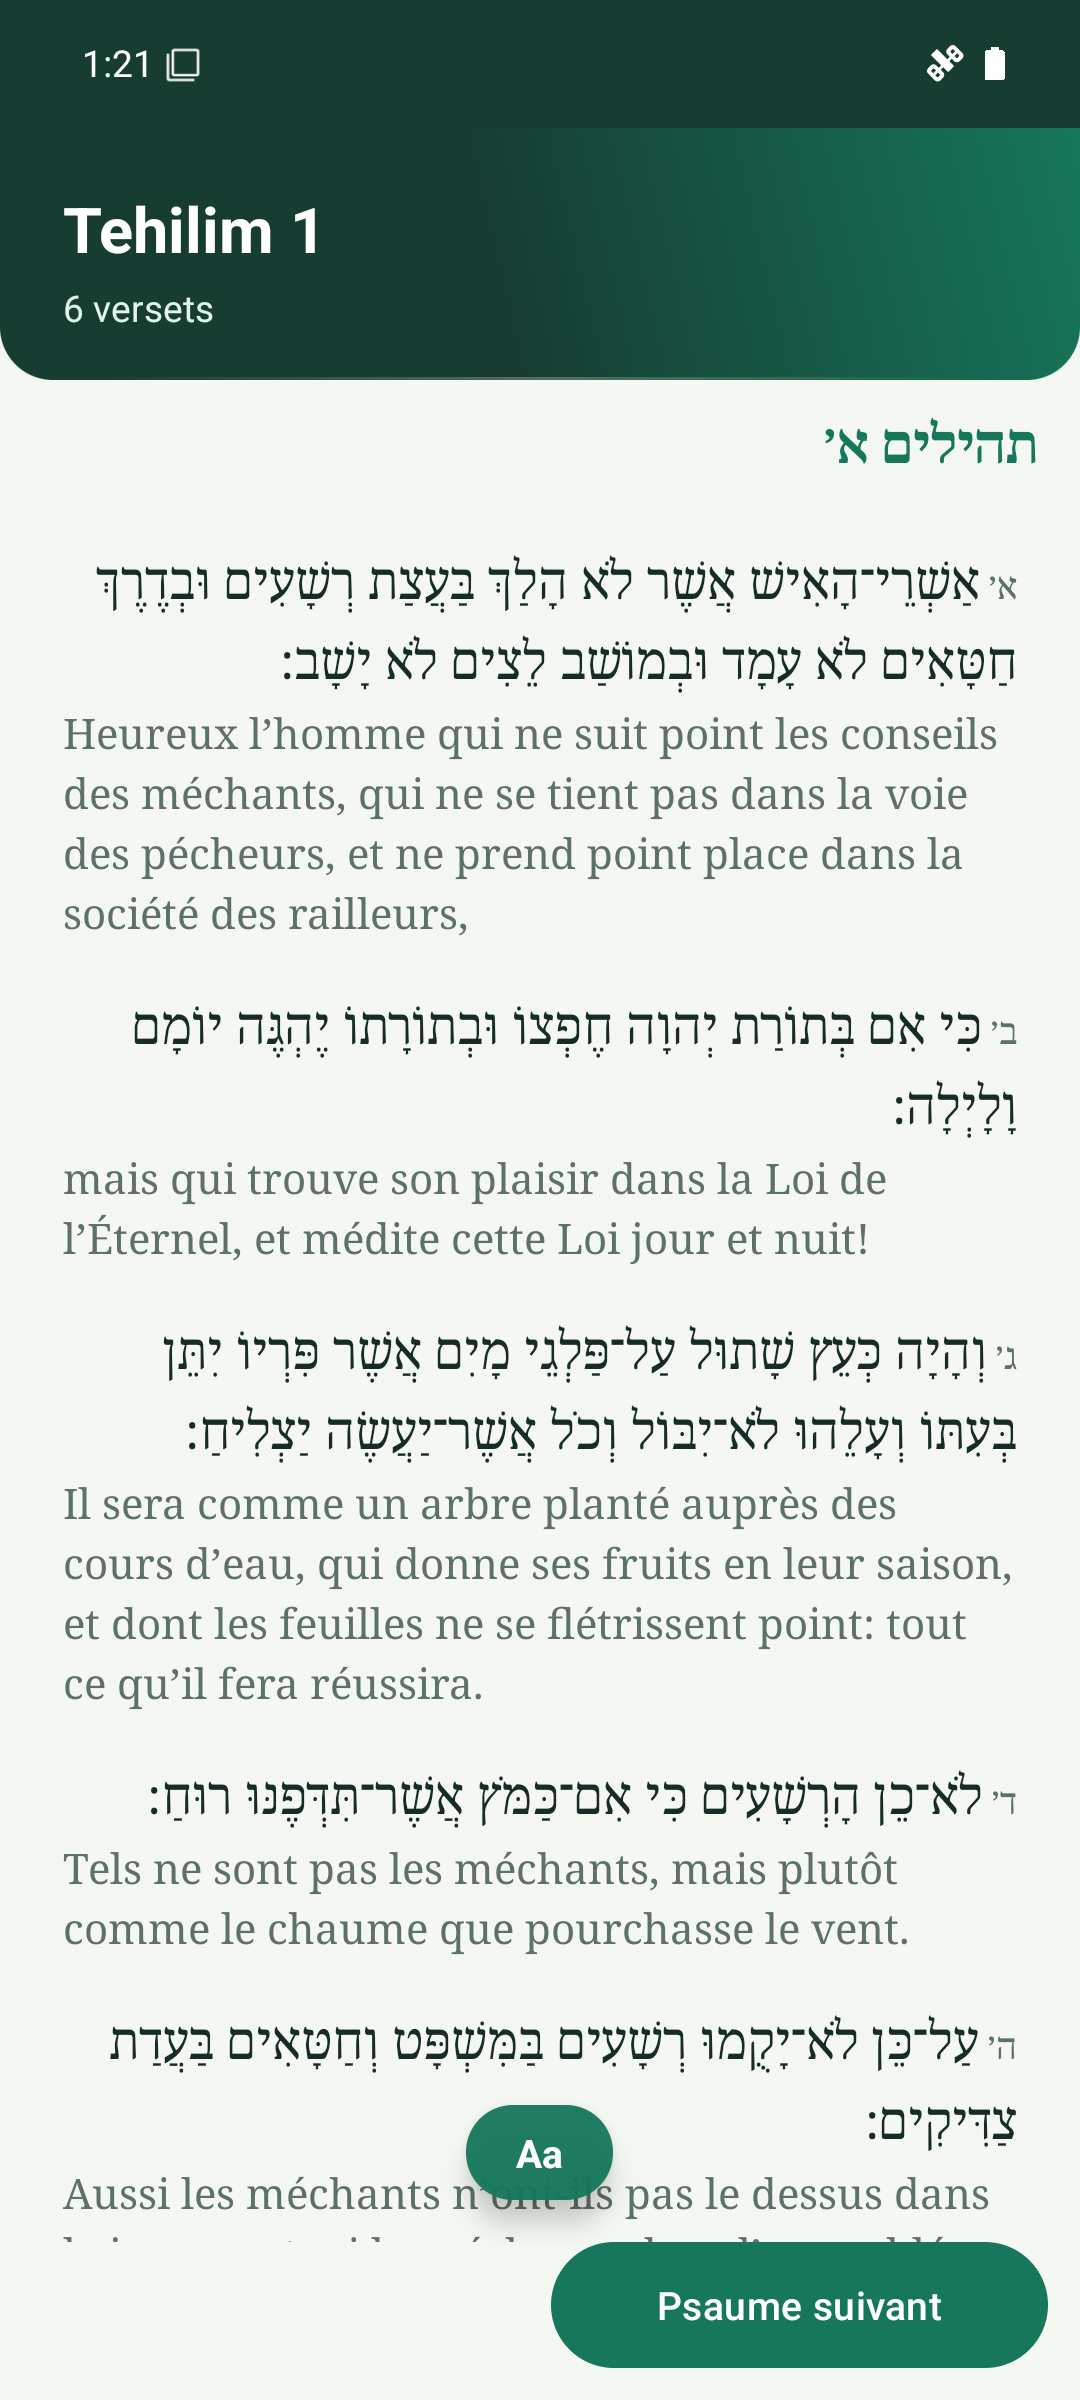 1:21
Tehilim 1
6 versets
תהילים א׳
א׳ אַשְׁרֵי־הָאִישׁ אֲשֶׁר לֹא הָלַךְ בַּעֲצַת רְשָׁעִים וּבְדֶרֶךְ
חַטָּאִים לֹא עָמָד וּבְמוֹשַׁב לֵצִים לֹא יָשָׁב:
Heureux l’homme qui ne suit point les conseils
des méchants, qui ne se tient pas dans la voie
des pécheurs, et ne prend point place dans la
société des railleurs,
ב׳ כִּי אִם בְּתוֹרַת יְהוָה חֶפְצוֹ וּבְתוֹרָתוֹ יֶהְגֶּה יוֹמָם
וָלָיְלָה:
mais qui trouve son plaisir dans la Loi de
l’Éternel, et médite cette Loi jour et nuit!
ג׳ וְהָיָה כְּעֵץ שָׁתוּל עַל־פַּלְגֵי מָיִם אֲשֶׁר פִּרְיוֹ יִתֵּן
בְּעִתּוֹ וְעָלֵהוּ לֹא־יִבּוֹל וְכֹל אֲשֶׁר־יַעֲשֶׂה יַצְלִיחַ:
Il sera comme un arbre planté auprès des
cours d’eau, qui donne ses fruits en leur saison,
et dont les feuilles ne se flétrissent point: tout
ce qu’il fera réussira.
ד׳ לֹא־כֵן הָרְשָׁעִים כִּי אִם־כַּמֹּץ אֲשֶׁר־תִּדְּפֶנּוּ רוּחַ:
Tels ne sont pas les méchants, mais plutôt
comme le chaume que pourchasse le vent.
ה׳ עַל־כֵּן לֹא־יָקֻמוּ רְשָׁעִים בַּמִּשְׁפָּט וְחַטָּאִים בַּעֲדַת
צַדִּיקִים:
Aa
Aussi les méchants n’ont-ils pas le dessus dans
Psaume suivant